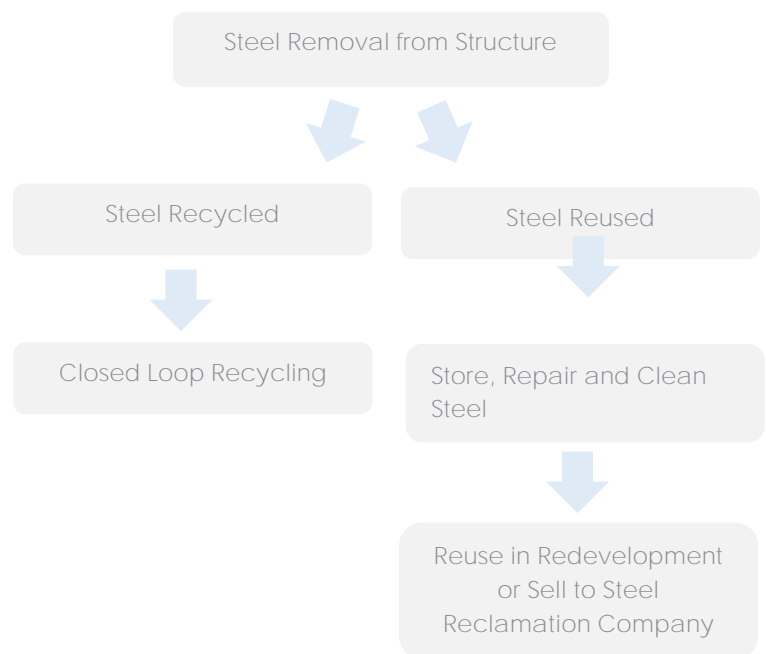 Steel Removal from Structure
Steel Recycled
Steel Reused
Closed Loop Recycling
Store, Repair and Clean
Steel
Reuse in Redevelopment
or Sell to Steel
Reclamation Company